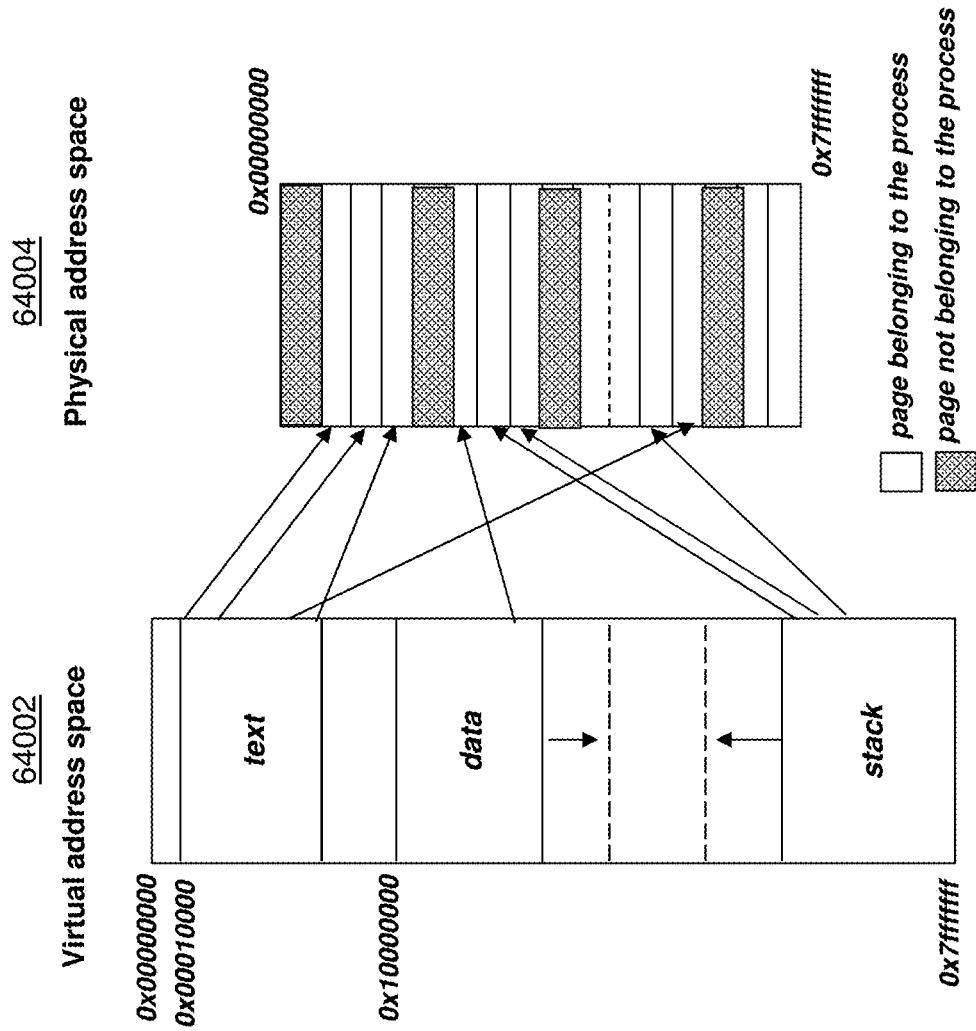 64002
Virtual address space
0x00000000
0x00010000
text
0x10000000
data
stack
0x7fffffff
64004
Physical address space
0x00000000
0x7fffffff
page belonging to the process
page not belonging to the process